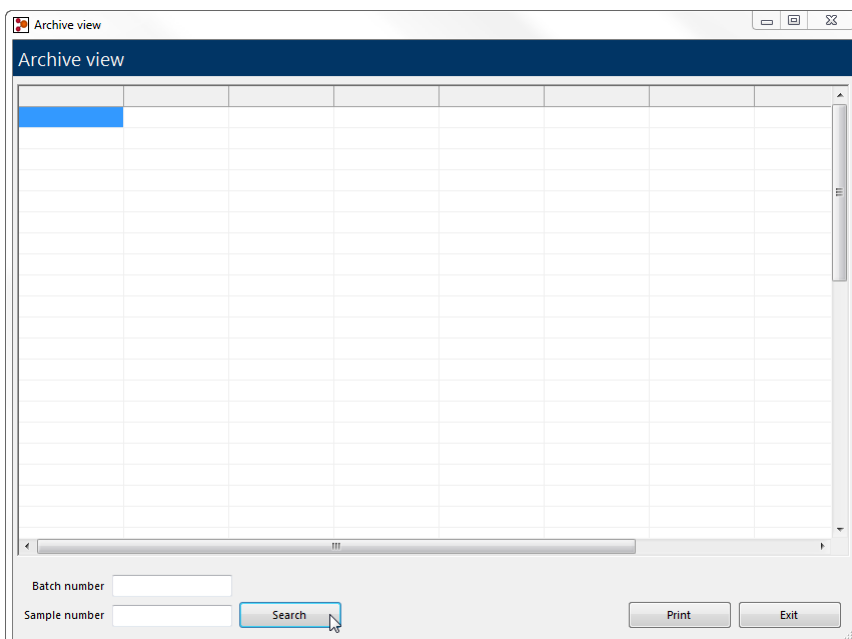 Archive view
Archive view
Batch number
Sample number
Search
Print
Exit